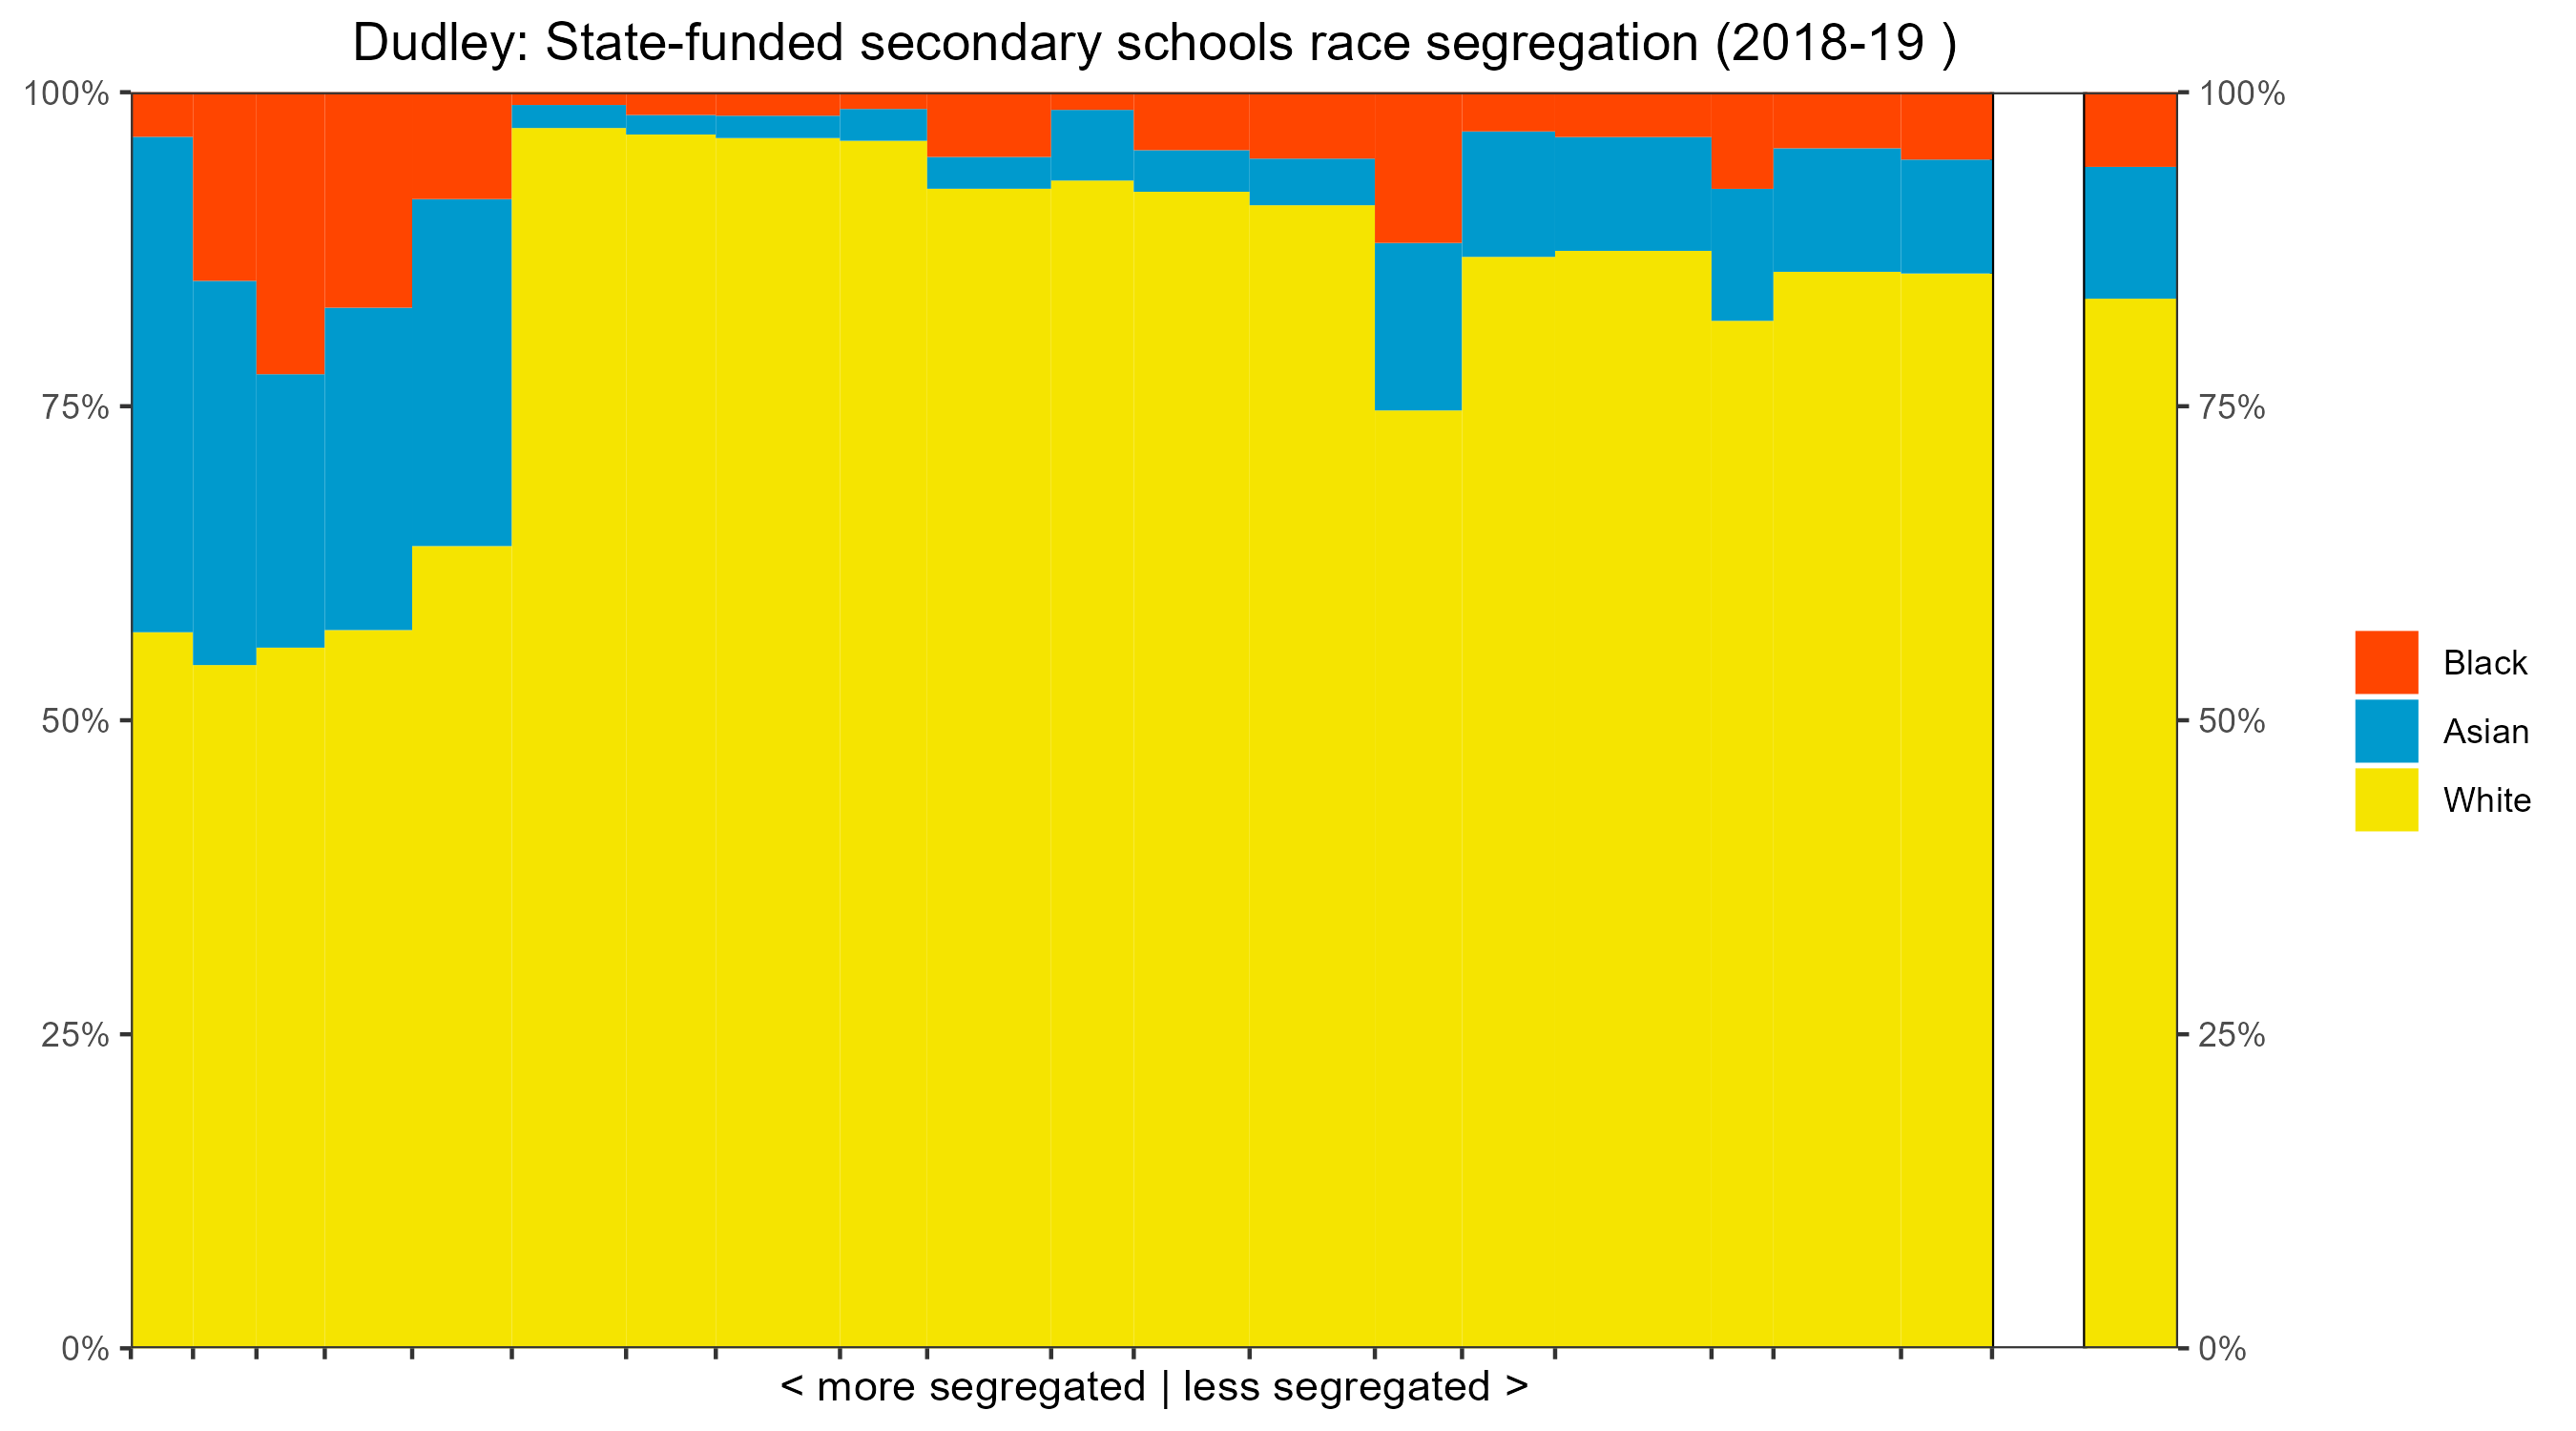 Dudley: State-funded secondary schools race segregation (2018-19 )
100%
75%
50%
25%
0%
100%
75%
50%
25%
0%
Black
Asian
White
< more segregated | less segregated >